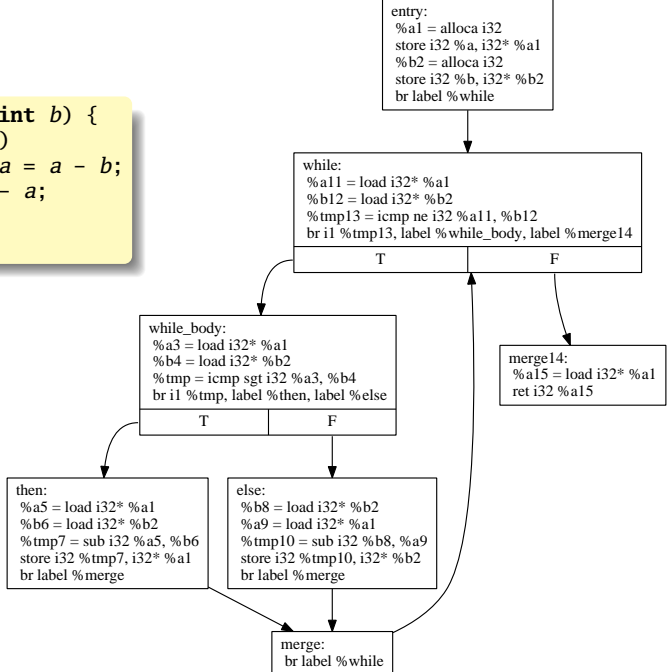 entry:
%a1 = alloca i32
store i32 %a, i32* %a1
%b2 = alloca i32
store i32 %b, i32* %b2
br label %while
int b) {
)
a = a - b;
- a;
while:
%a11 = load i32* %a1
%b12 = load i32* %b2
%tmp13 = icmp ne i32 %a11, %b12
br i1 %tmp13, label %while_body, label %merge14
T F
while_body:
%a3 = load i32* %a1
%b4 = load i32* %b2
%tmp = icmp sgt i32 %a3, %b4
br i1 %tmp, label %then, label %else
T F
merge14:
%a15 = load i32* %a1
ret i32 %a15
then:
%a5 = load i32* %a1
%b6 = load i32* %b2
%tmp7 = sub i32 %a5, %b6
store i32 %tmp7, i32* %a1
br label %merge
else:
%b8 = load i32* %b2
%a9 = load i32* %a1
%tmp10 = sub i32 %b8, %a9
store i32 %tmp10, i32* %b2
br label %merge
merge:
br label %while